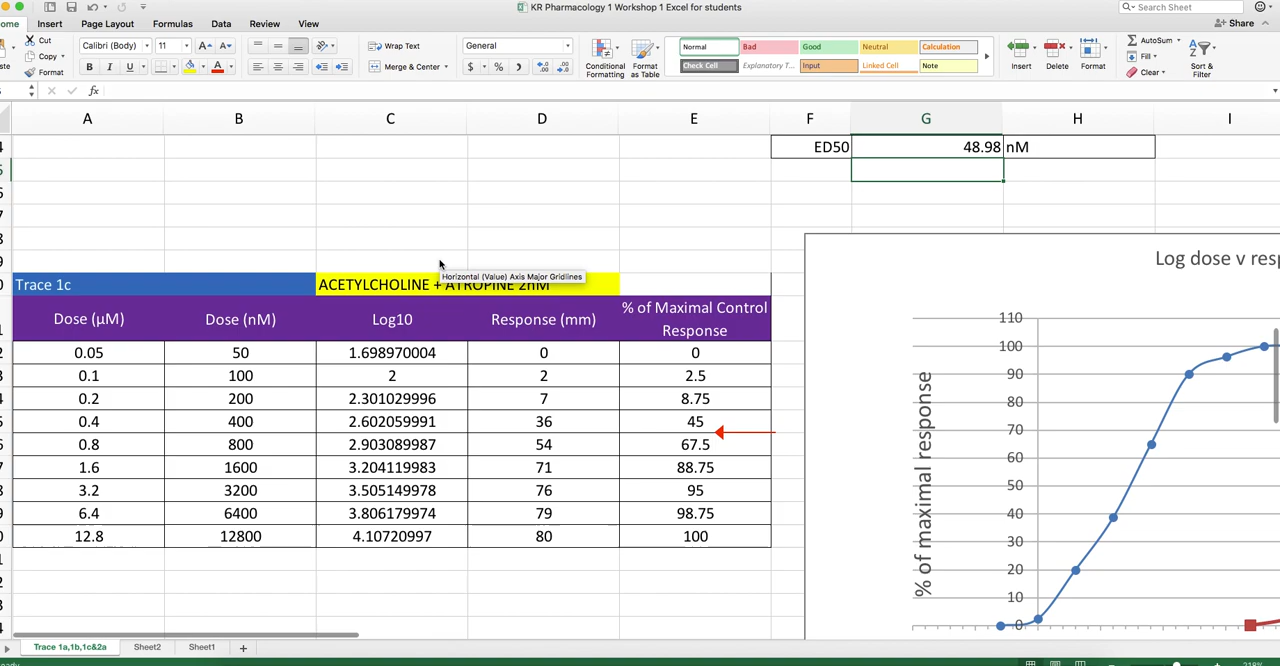 KR Pharmacology 1 Workshop 1 Excel for students
Search Sheet
ome Insert Page Layout Formulas Data Review View
Share
Cut
Copy
Format
Calibri (Body) 11
A A
B I U
A
Wrap Text
Merge & Center
General
$ % )
Conditional Formatting
Format as Table
Normal Bad Good Neutral Calculation
Check Cell Explanatory T... Input Linked Cell Note
Insert Delete Format
AutoSum
Fill
Clear
Sort & Filter
fx
A B C D E F G H I
ED50 48.98 nM
Horizontal (Value) Axis Major Gridlines
Trace 1c ACETYLCHOLINE + ATROPINE 2nM
Dose (µM) Dose (nM) Log10 Response (mm) % of Maximal Control Response
0.05 50 1.698970004 0 0
0.1 100 2 2 2.5
0.2 200 2.301029996 7 8.75
0.4 400 2.602059991 36 45
0.8 800 2.903089987 54 67.5
1.6 1600 3.204119983 71 88.75
3.2 3200 3.505149978 76 95
6.4 6400 3.806179974 79 98.75
12.8 12800 4.10720997 80 100
Log dose v resp
% of maximal response
110
100
90
80
70
60
50
40
30
20
10
0
Trace 1a,1b,1c&2a Sheet2 Sheet1 +